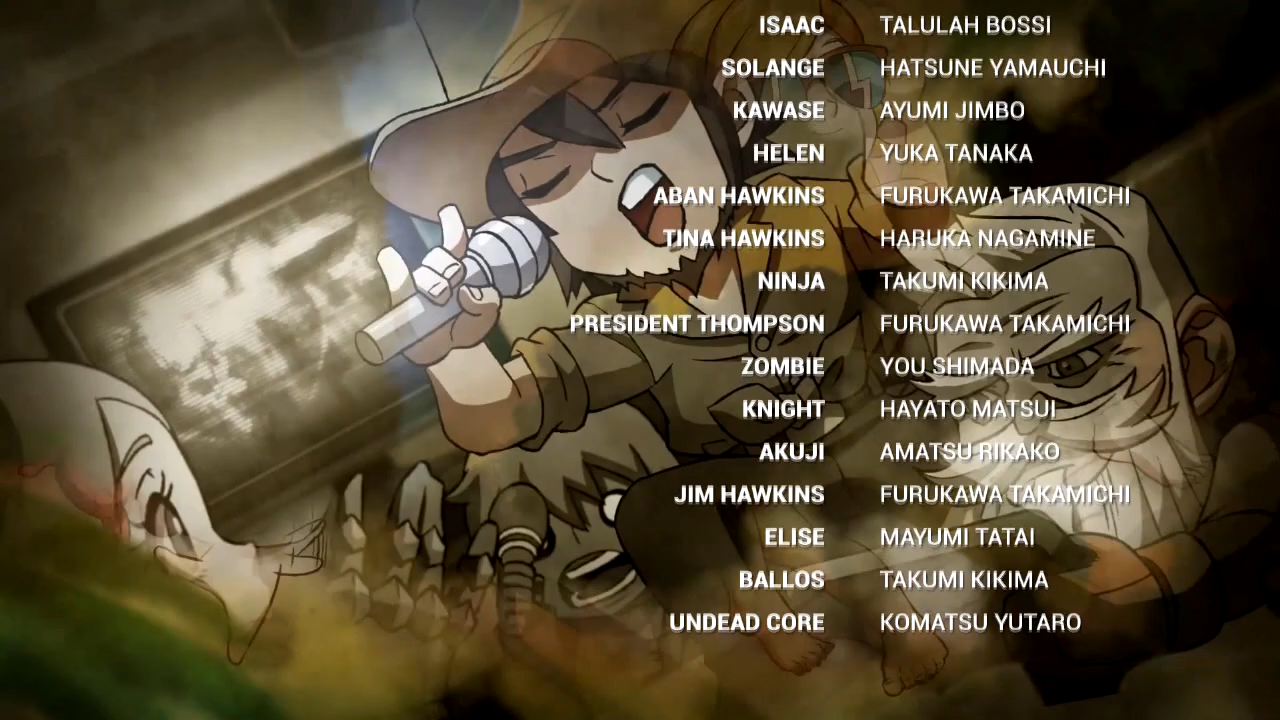 ISAAC TALULAH BOSSI
SOLANGE HATSUNE YAMAUCHI
KAWASE AYUMI JIMBO
HELEN YUKA TANAKA
ABAN HAWKINS FURUKAWA TAKAMICHI
TINA HAWKINS HARUKA NAGAMINE
NINJA TAKUMI KIKIMA
PRESIDENT THOMPSON FURUKAWA TAKAMICHI
ZOMBIE YOU SHIMADA
KNIGHT HAYATO MATSUI
AKUJI AMATSU RIKAKO
JIM HAWKINS FURUKAWA TAKAMICHI
ELISE MAYUMI TATAI
BALLOS TAKUMI KIKIMA
UNDEAD CORE KOMATSU YUTARO